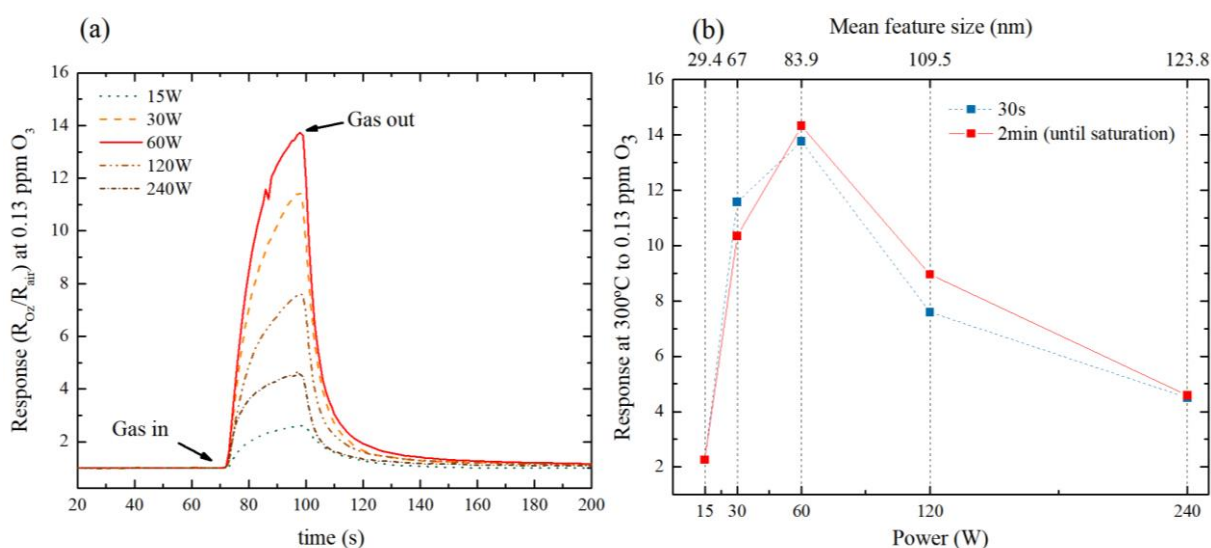 (a)
16
14
12
10
8
6
4
2
Response (R_Oz/R_air) at 0.13 ppm O₃
15W
30W
60W
120W
240W
Gas out
Gas in
20 40 60 80 100 120 140 160 180 200
time (s)
(b)
Mean feature size (nm)
29.4 67 83.9 109.5 123.8
16
14
12
10
8
6
4
2
Response at 300ºC to 0.13 ppm O₃
30s
2min (until saturation)
15 30 60 120 240
Power (W)